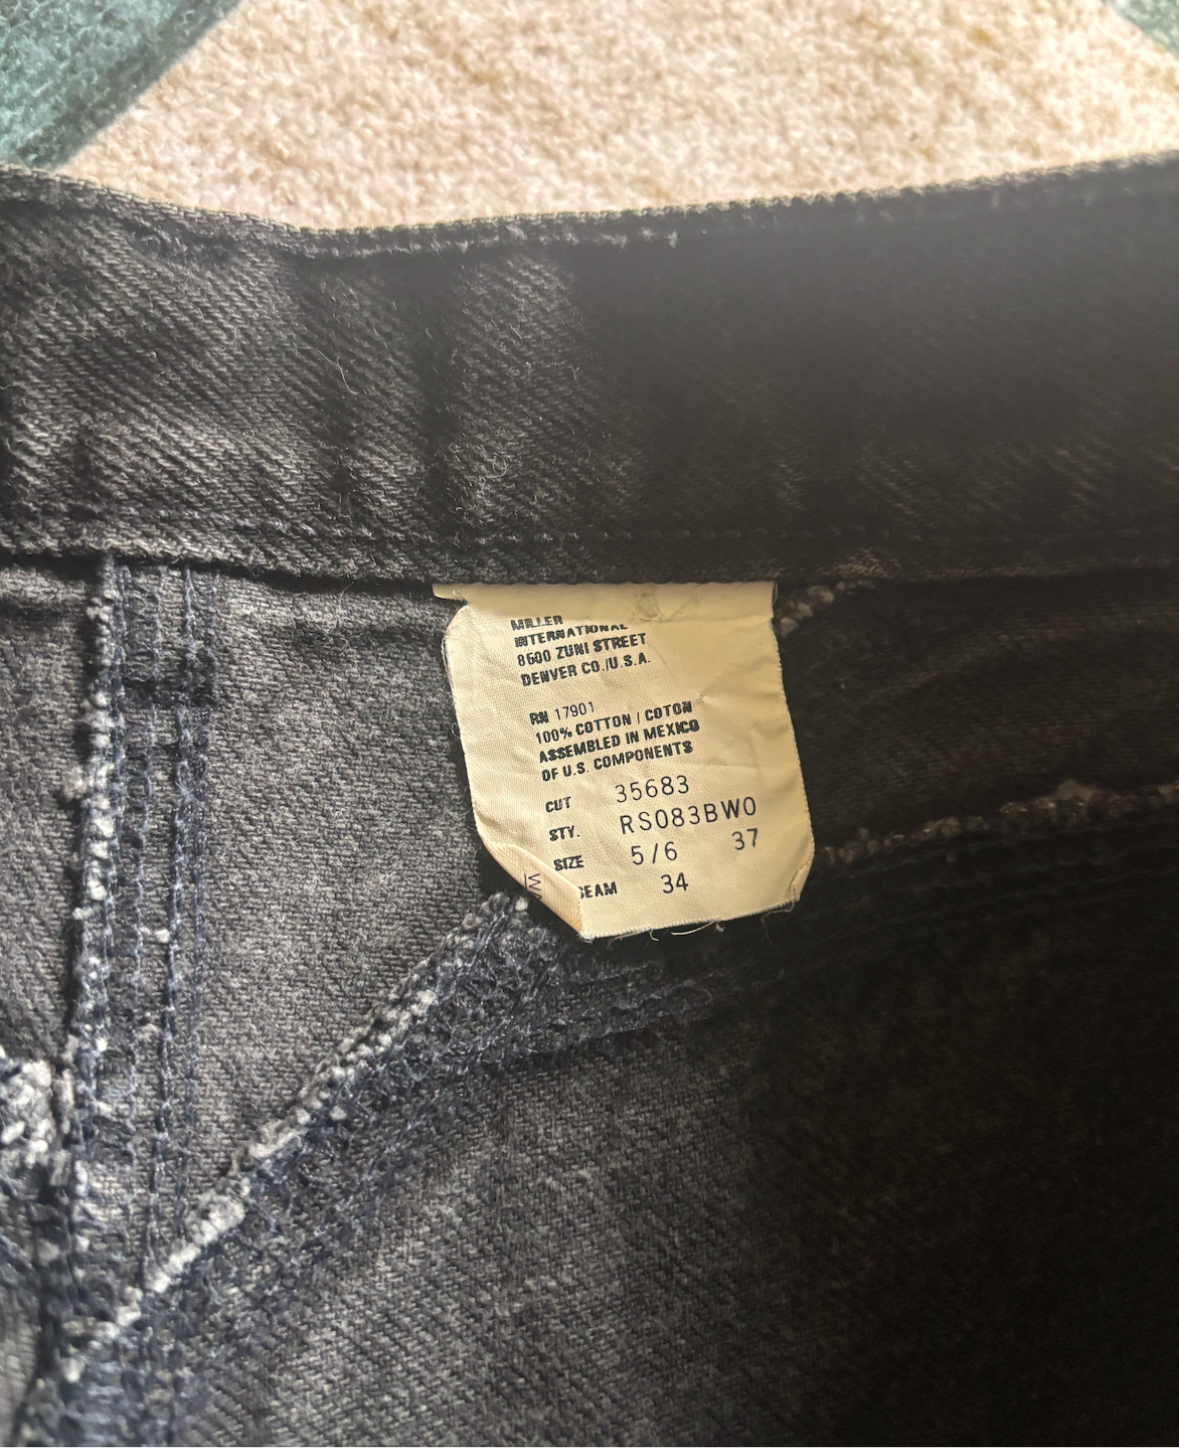 MILLER
INTERNATIONAL
8500 ZUNI STREET
DENVER CO./U.S.A.
RN 17901
100% COTTON / COTON
ASSEMBLED IN MEXICO
OF U.S. COMPONENTS
CUT 35683
STY. RS083BWO
SIZE 5/6 37
SEAM 34